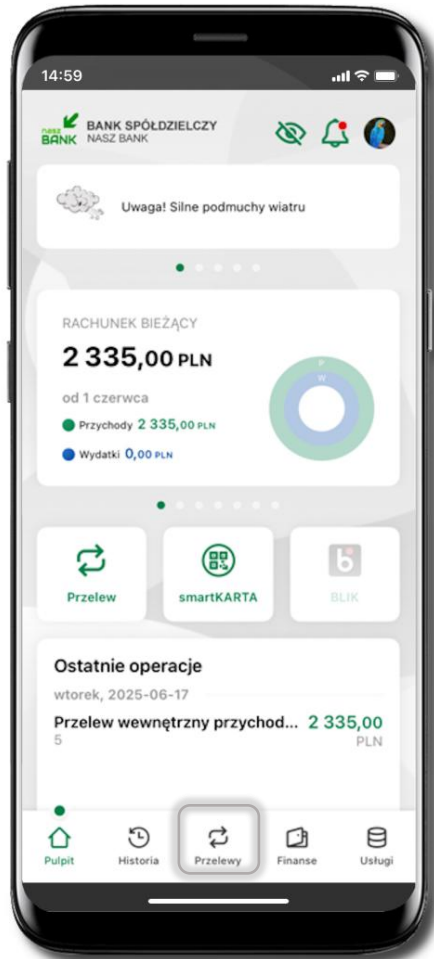 14:59
nasz BANK
BANK SPÓŁDZIELCZY
NASZ BANK
Uwaga! Silne podmuchy wiatru
RACHUNEK BIEŻĄCY
2 335,00 PLN
od 1 czerwca
Przychody 2 335,00 PLN
Wydatki 0,00 PLN
P
W
Przelew
smartKARTA
BLIK
Ostatnie operacje
wtorek, 2025-06-17
Przelew wewnętrzny przychod... 2 335,00
5 PLN
Pulpit Historia Przelewy Finanse Usługi